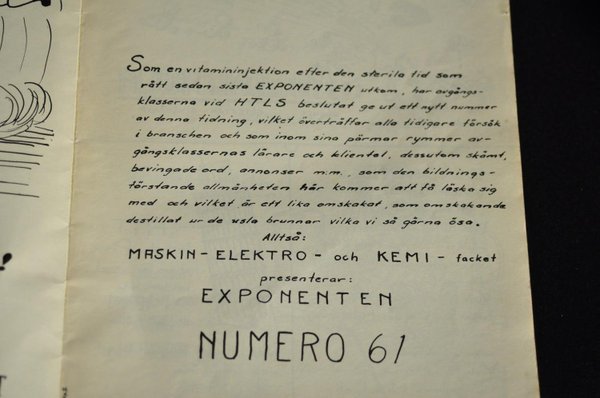 Som en vitamininjektion efter den sterila tid som
rått sedan sista EXPONENTEN utkom, har avgångs-
klasserna vid HTLS beslutat ge ut ett nytt nummer
av denna tidning, vilket överträffar alla tidigare försök
i branschen och som inom sina pärmar rymmer av-
gångsklassernas lärare och klientel, dessutom skämt,
bevingade ord, annonser m.m., som den bildnings-
törstande allmänheten här kommer att få läska sig
med och vilket är ett lika omskakat, som omskakande
destillat ur de usla brunnar vilka vi så gärna ösa.
Alltså:
MASKIN - ELEKTRO - och KEMI - facket
presenterar:
EXPONENTEN
NUMERO 61